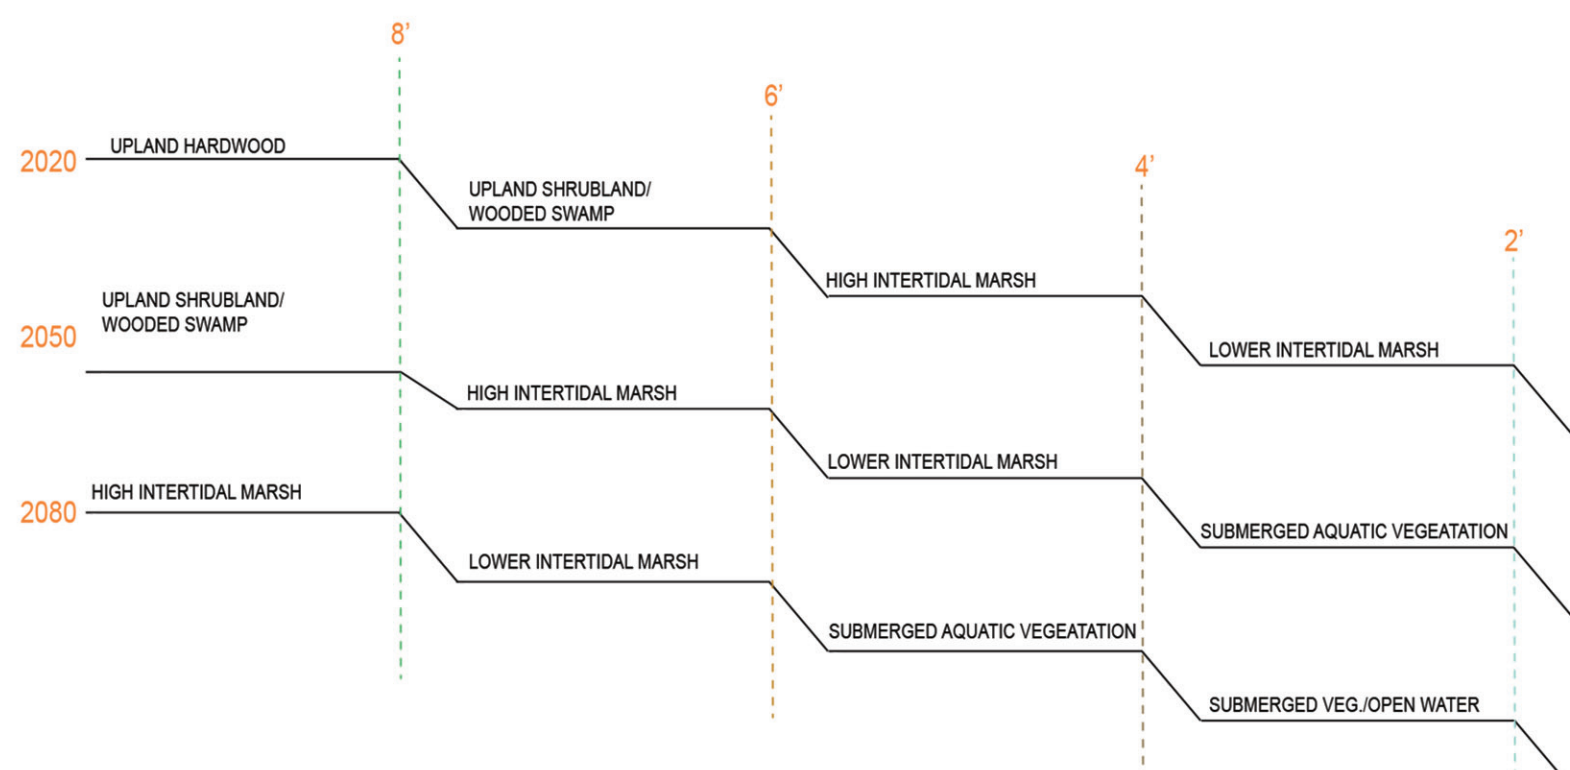 8’
6’
4’
2’
2020
UPLAND HARDWOOD
UPLAND SHRUBLAND/
WOODED SWAMP
HIGH INTERTIDAL MARSH
LOWER INTERTIDAL MARSH
2050
UPLAND SHRUBLAND/
WOODED SWAMP
HIGH INTERTIDAL MARSH
LOWER INTERTIDAL MARSH
SUBMERGED AQUATIC VEGEATATION
2080
HIGH INTERTIDAL MARSH
LOWER INTERTIDAL MARSH
SUBMERGED AQUATIC VEGEATATION
SUBMERGED VEG./OPEN WATER